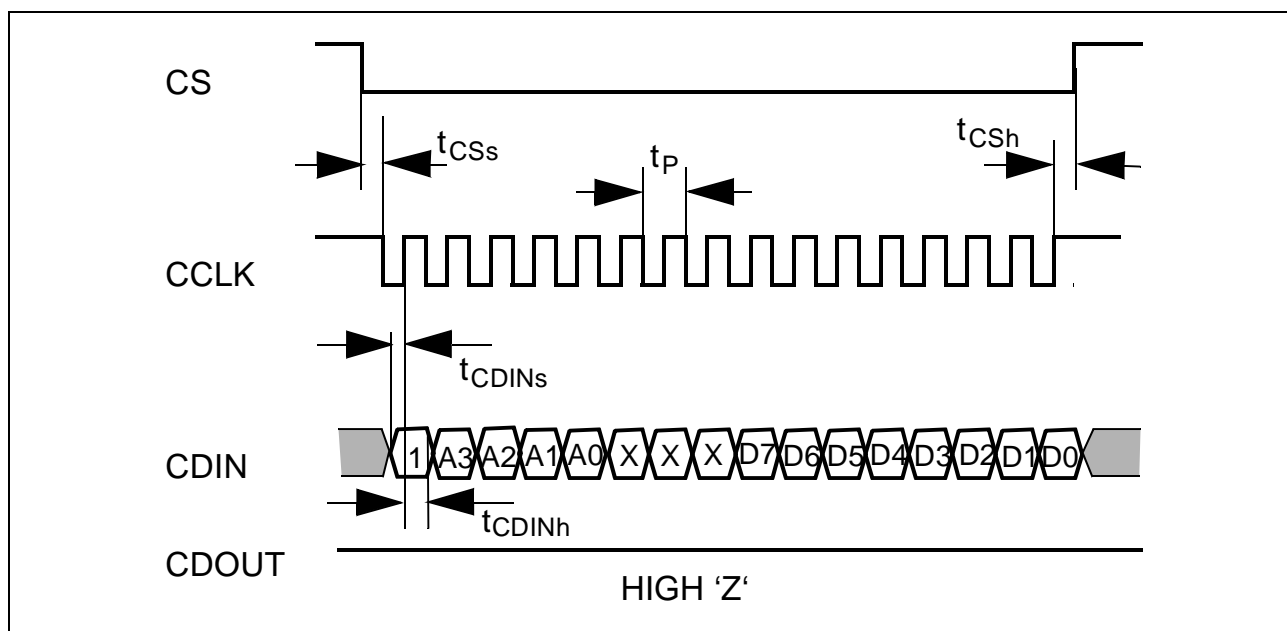 CS
tCSs
tP
tCSh
CCLK
tCDINs
CDIN
1 A3 A2 A1 A0 X X X D7 D6 D5 D4 D3 D2 D1 D0
tCDINh
CDOUT
HIGH ‘Z‘